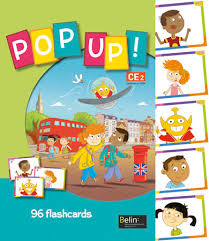 POP UP!
CE2
96 flashcards
Belin: